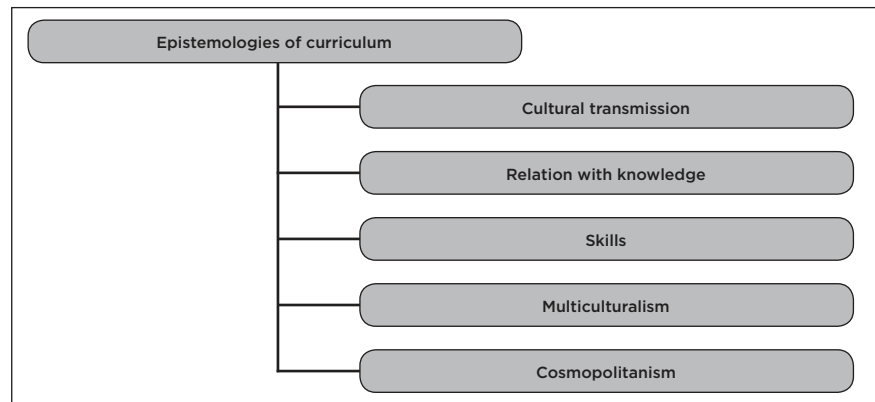 Epistemologies of curriculum
Cultural transmission
Relation with knowledge
Skills
Multiculturalism
Cosmopolitanism